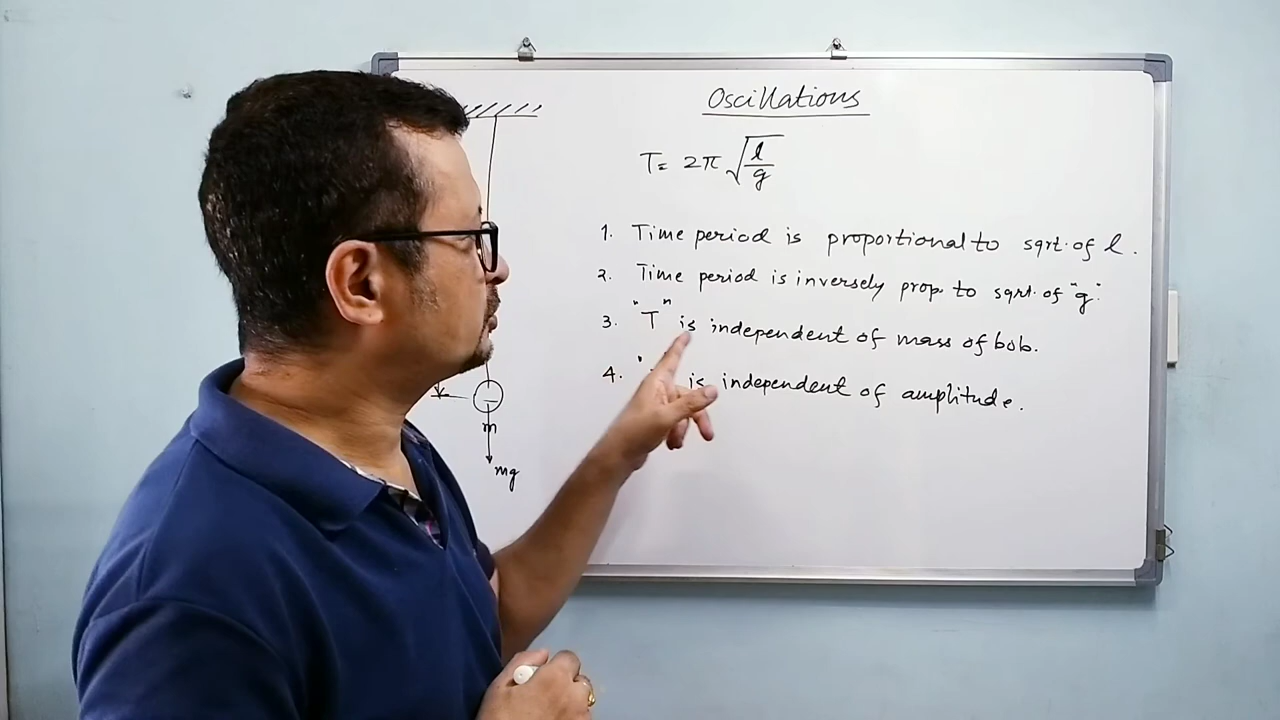 Oscillations
T = 2π √(l/g)
1. Time period is proportional to sqrt. of l.
2. Time period is inversely prop. to sqrt. of "g".
3. "T" is independent of mass of bob.
4. " is independent of amplitude.
m
mg